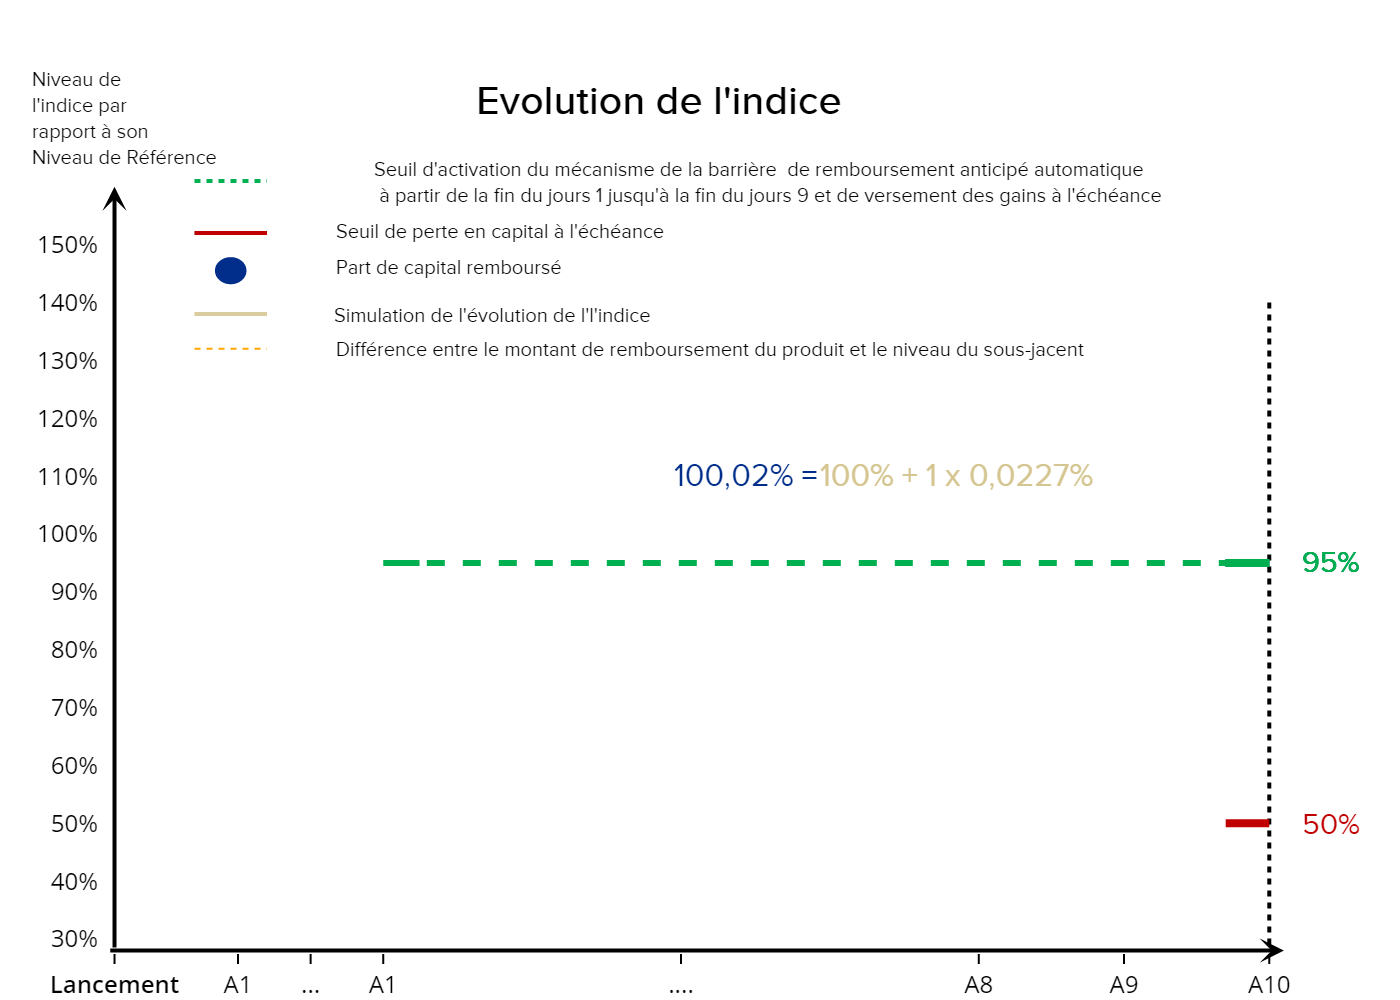 Niveau de
l'indice par
rapport à son
Niveau de Référence
Evolution de l'indice
Seuil d'activation du mécanisme de la barrière  de remboursement anticipé automatique
à partir de la fin du jours 1 jusqu'à la fin du jours 9 et de versement des gains à l'échéance
Seuil de perte en capital à l'échéance
Part de capital remboursé
Simulation de l'évolution de l'l'indice
Différence entre le montant de remboursement du produit et le niveau du sous-jacent
150%
140%
130%
120%
110%
100%
90%
80%
70%
60%
50%
40%
30%
100,02% =100% + 1 x 0,0227%
95%
50%
Lancement A1 ... A1 .... A8 A9 A10